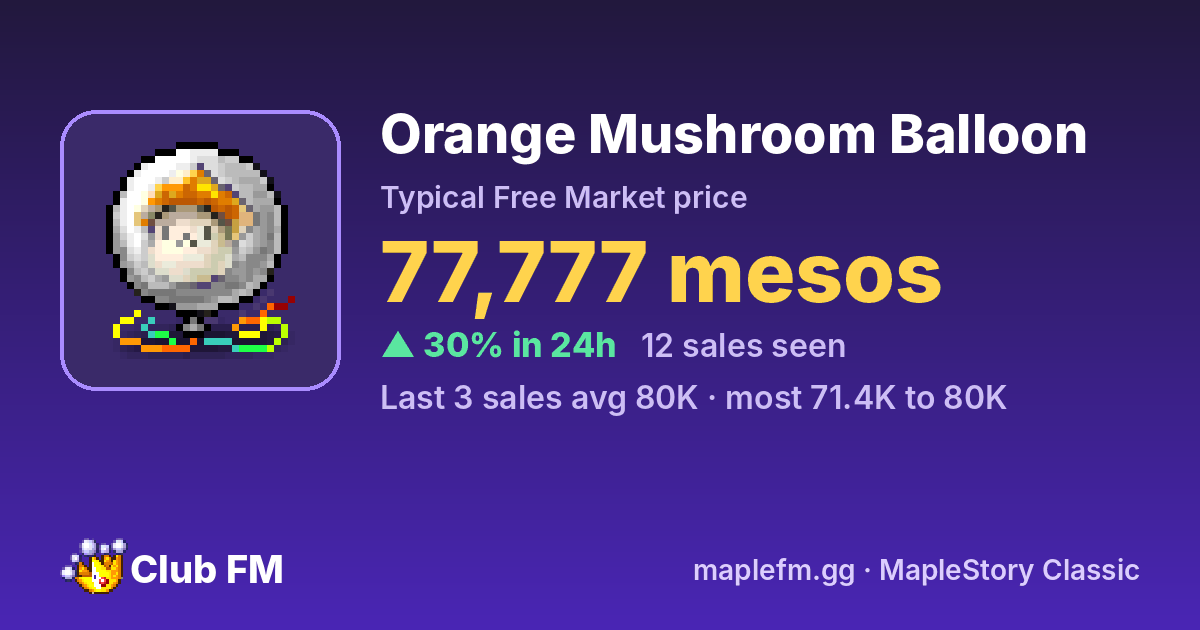 Orange Mushroom Balloon
Typical Free Market price
77,777 mesos
▲ 30% in 24h 12 sales seen
Last 3 sales avg 80K · most 71.4K to 80K
Club FM
maplefm.gg · MapleStory Classic